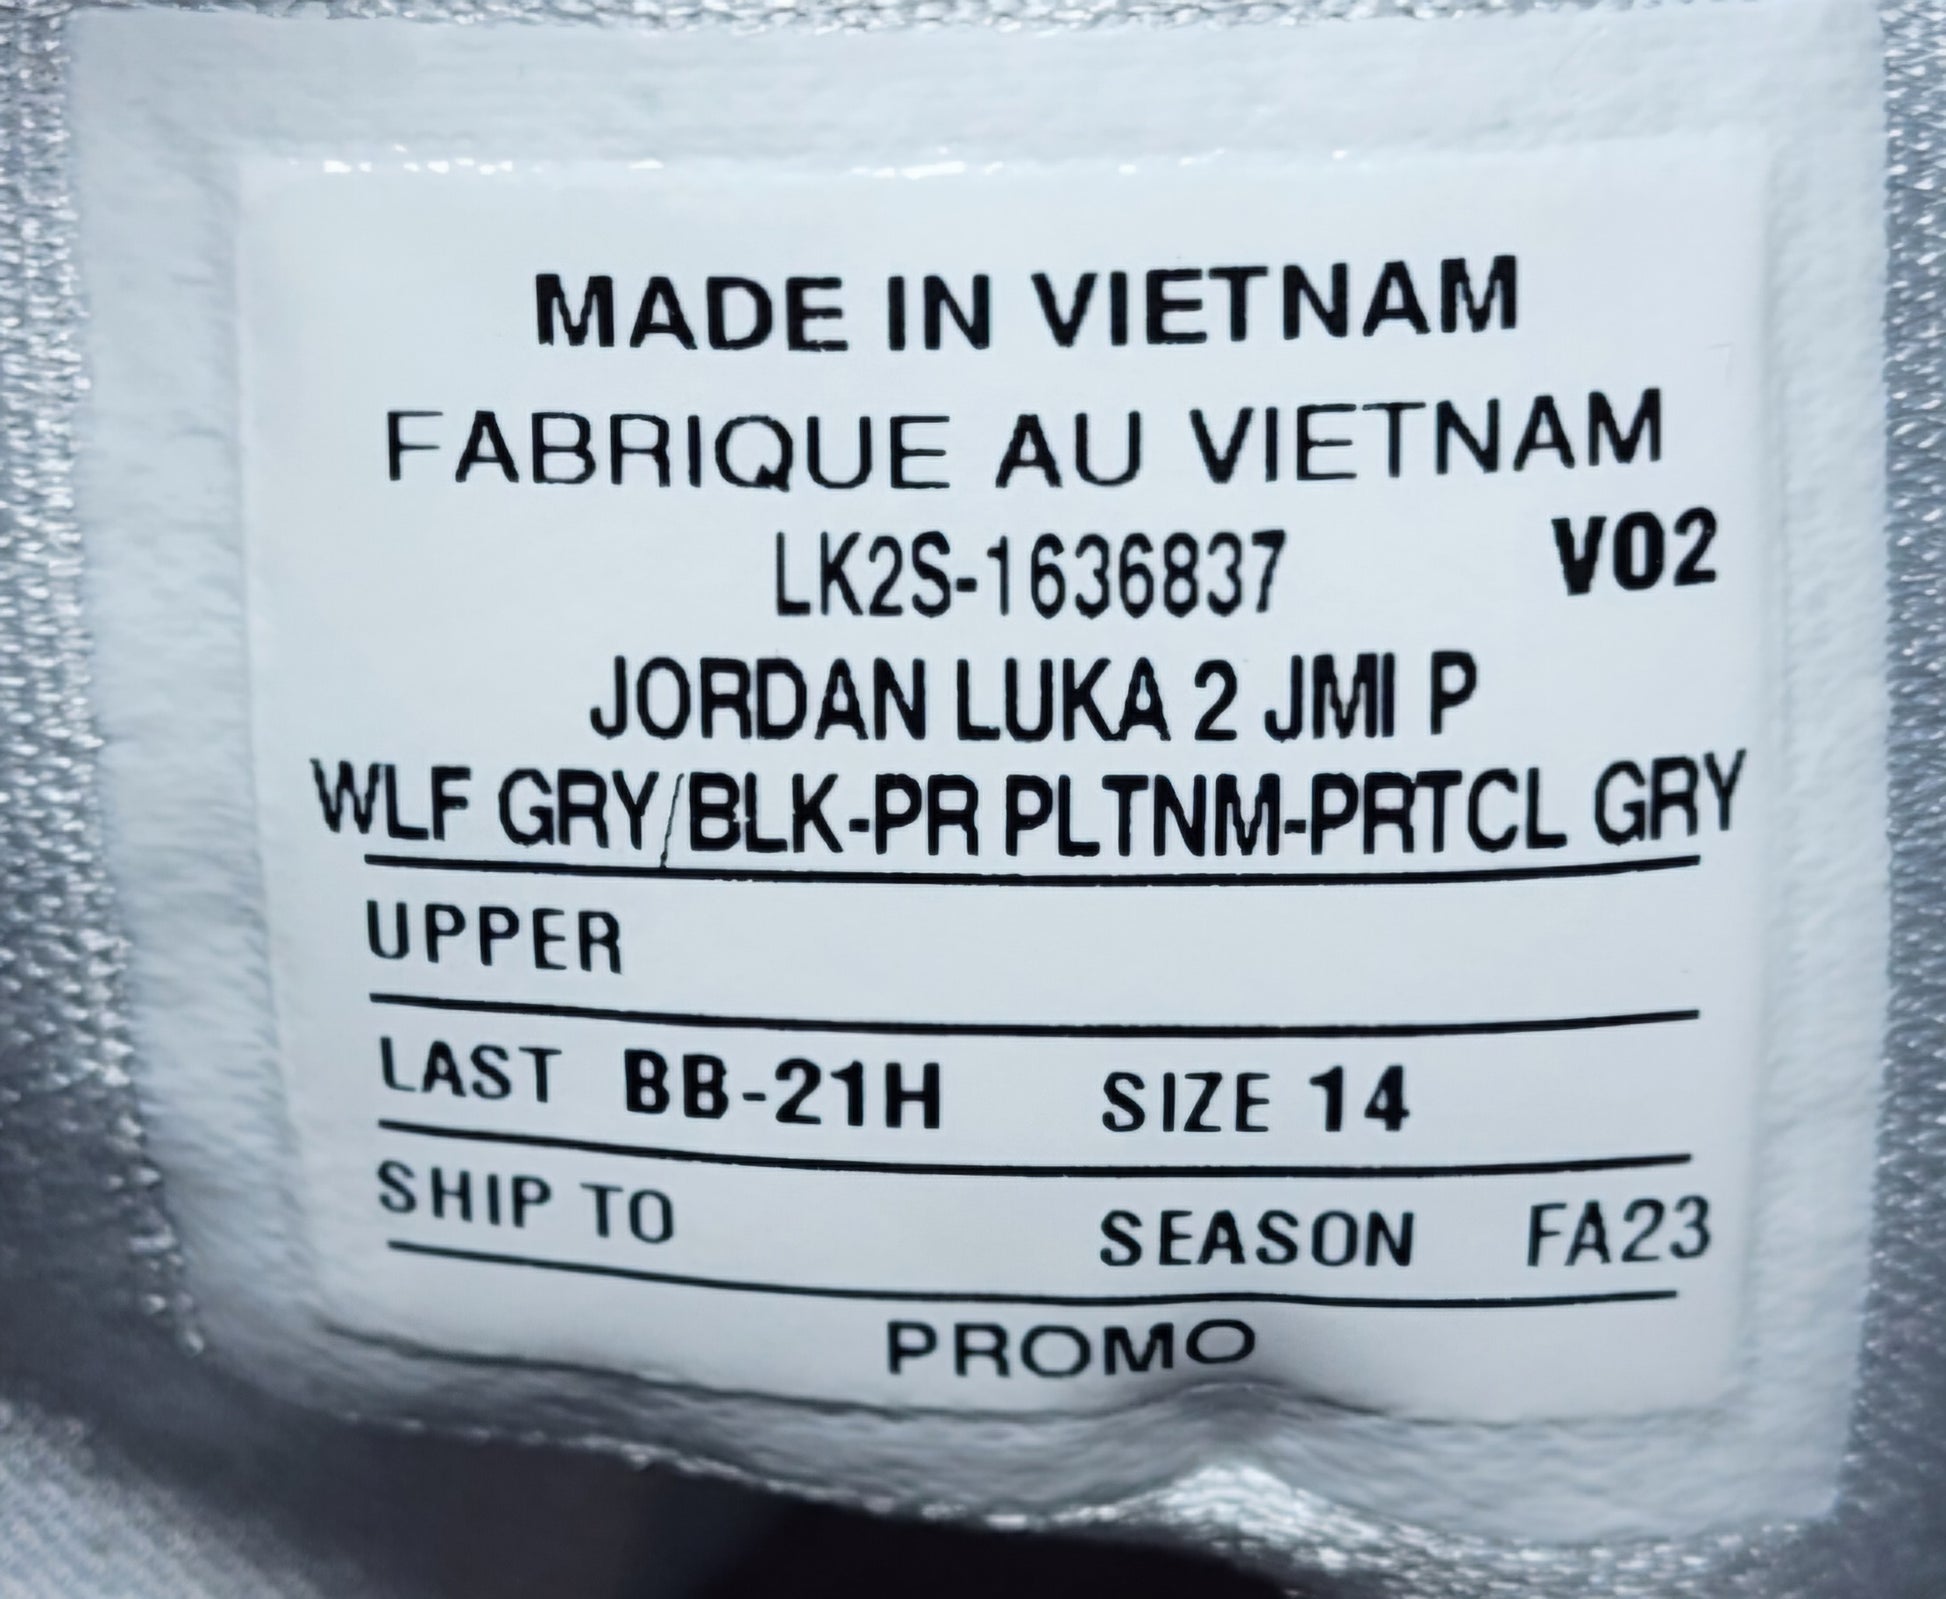 MADE IN VIETNAM
FABRIQUE AU VIETNAM
LK2S-1636837 V02
JORDAN LUKA 2 JMI P
WLF GRY/BLK-PR PLTNM-PRTCL GRY
UPPER
LAST BB-21H SIZE 14
SHIP TO SEASON FA23
PROMO